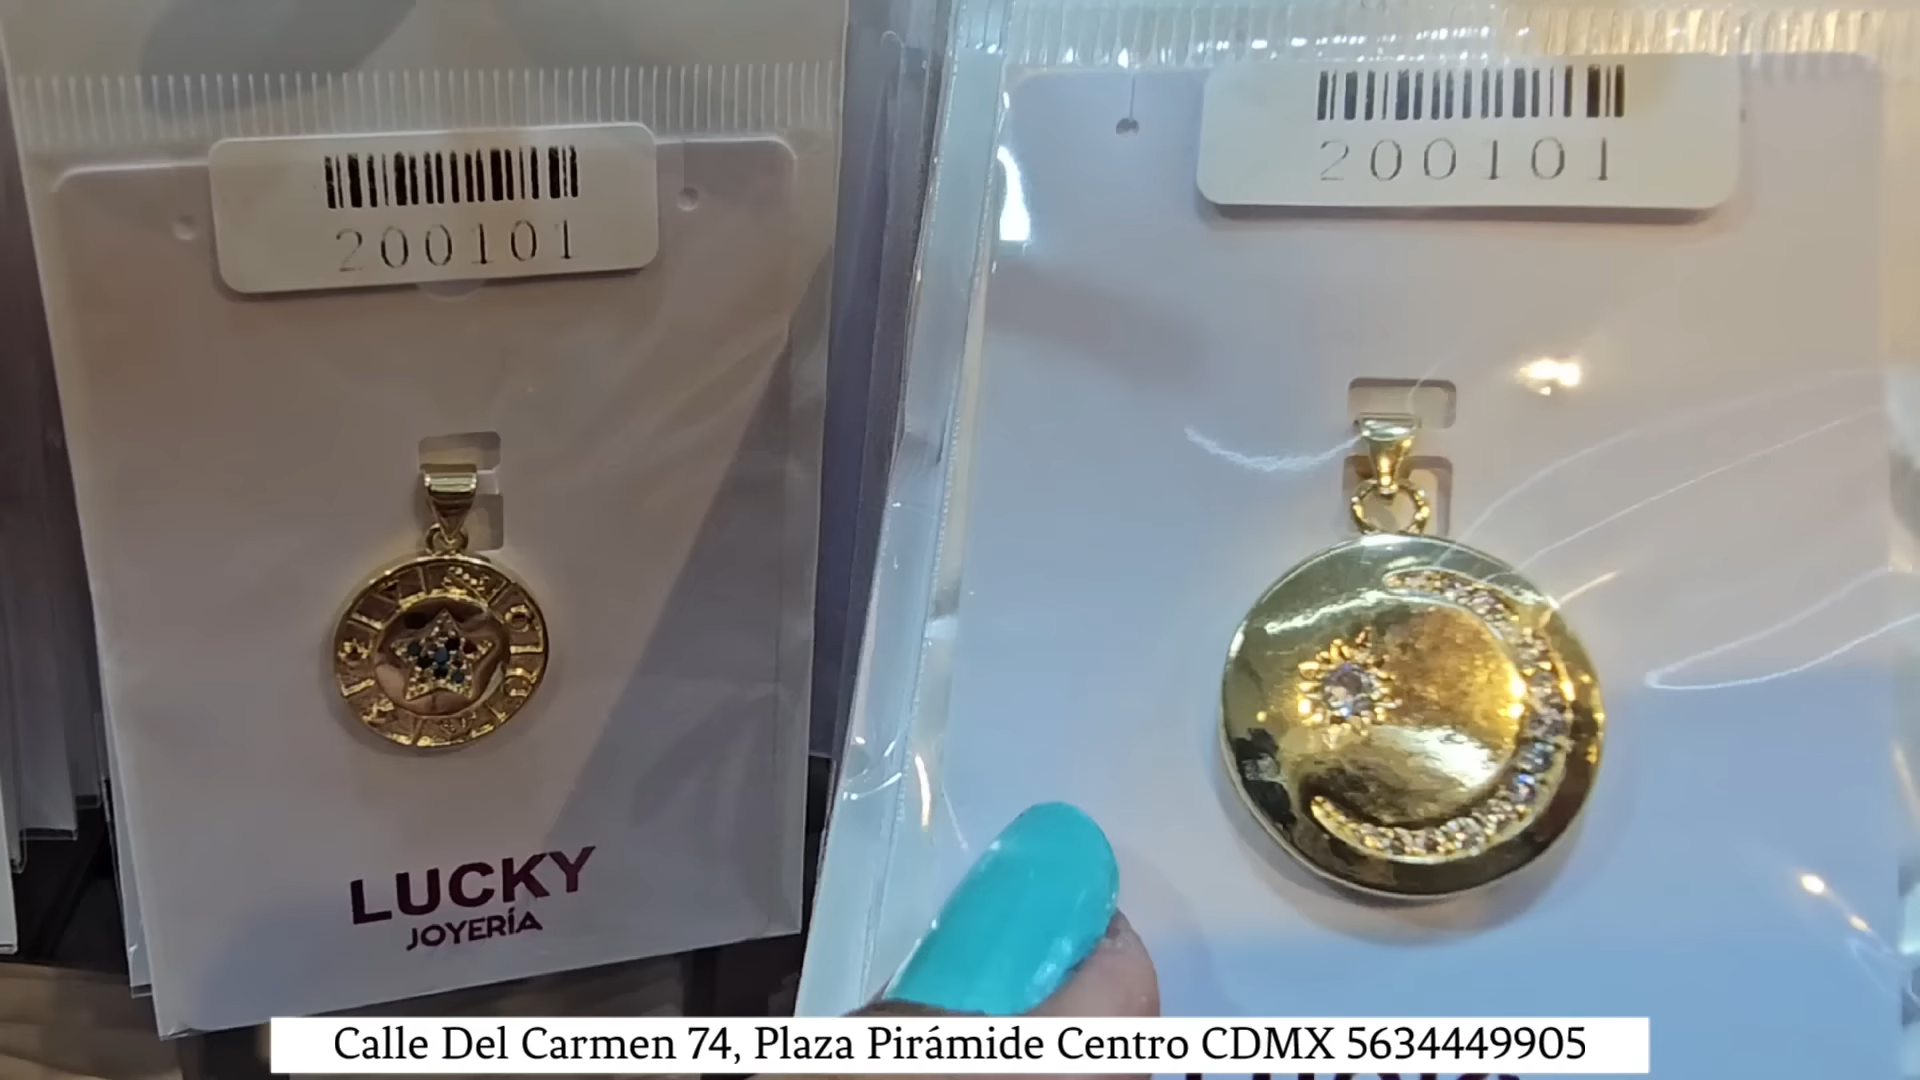 200101
200101
LUCKY
JOYERÍA
Calle Del Carmen 74, Plaza Pirámide Centro CDMX 5634449905